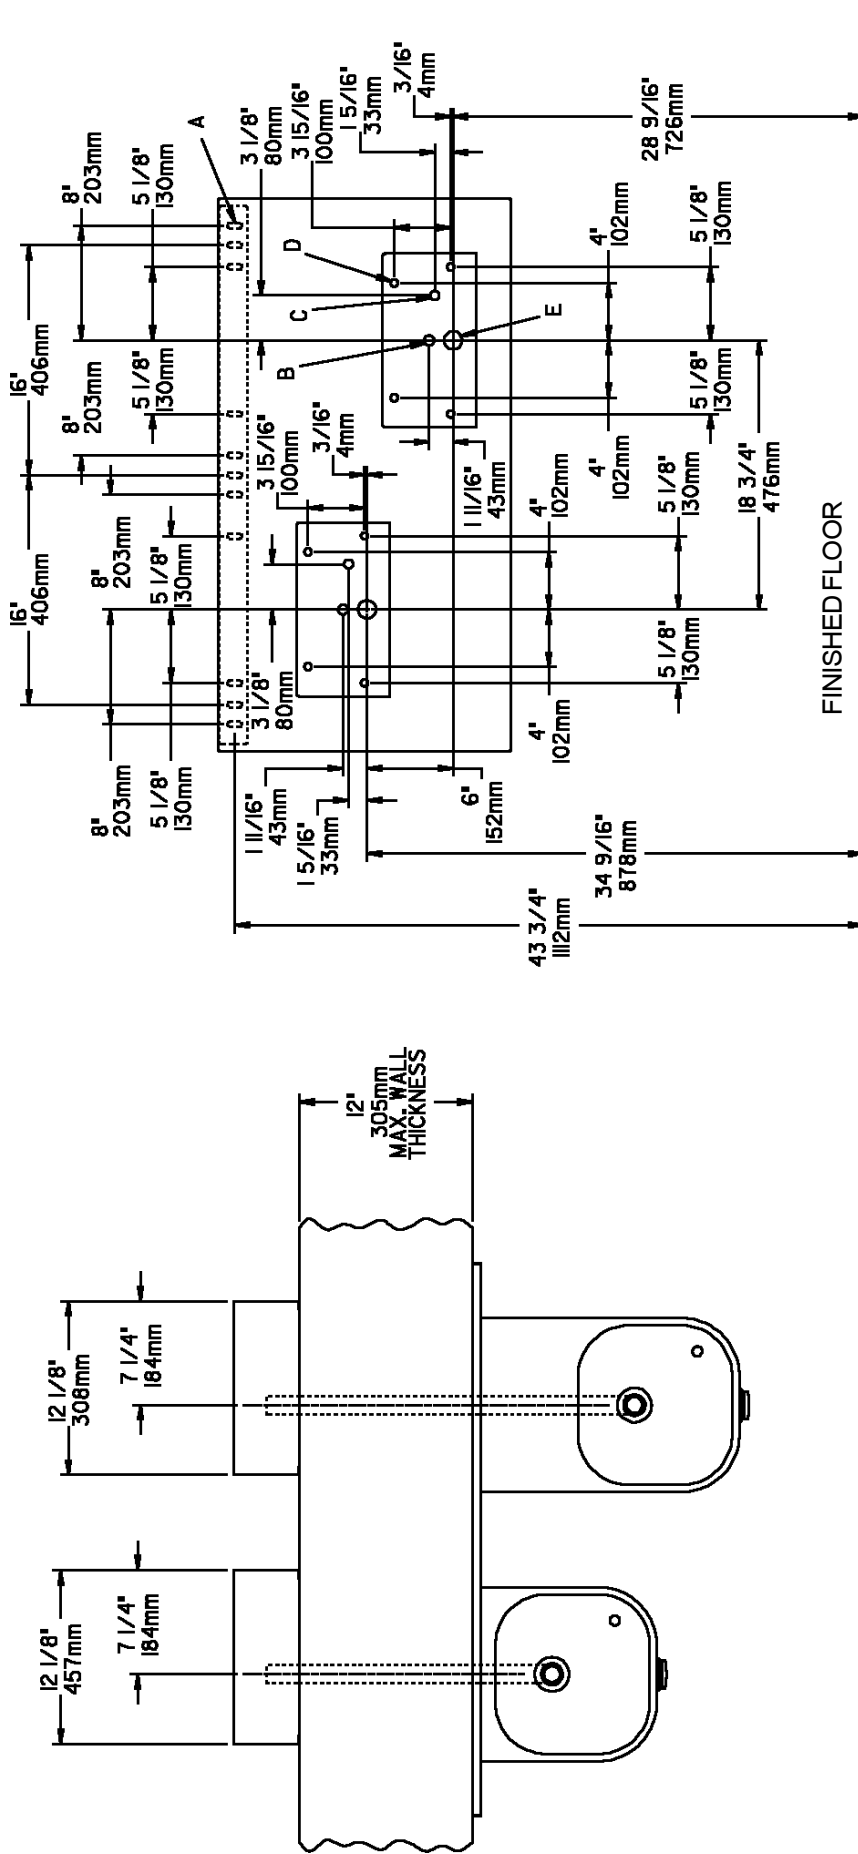 16"
406mm
16"
406mm
8"
203mm
8"
203mm
8"
203mm
8"
203mm
5 1/8"
130mm
5 1/8"
130mm
5 1/8"
130mm
5 1/8"
130mm
A
3 1/8"
80mm
3 15/16"
100mm
1 5/16"
33mm
3/16"
4mm
28 9/16"
726mm
D
C
B
E
3 15/16"
100mm
3/16"
4mm
3 1/8"
80mm
1 11/16"
43mm
4"
102mm
4"
102mm
5 1/8"
130mm
5 1/8"
130mm
4"
102mm
4"
102mm
5 1/8"
130mm
5 1/8"
130mm
18 3/4"
476mm
1 11/16"
43mm
1 5/16"
33mm
6"
152mm
34 9/16"
878mm
43 3/4"
1112mm
FINISHED FLOOR
12"
305mm
MAX. WALL
THICKNESS
12 1/8"
308mm
7 1/4"
184mm
12 1/8"
457mm
7 1/4"
184mm